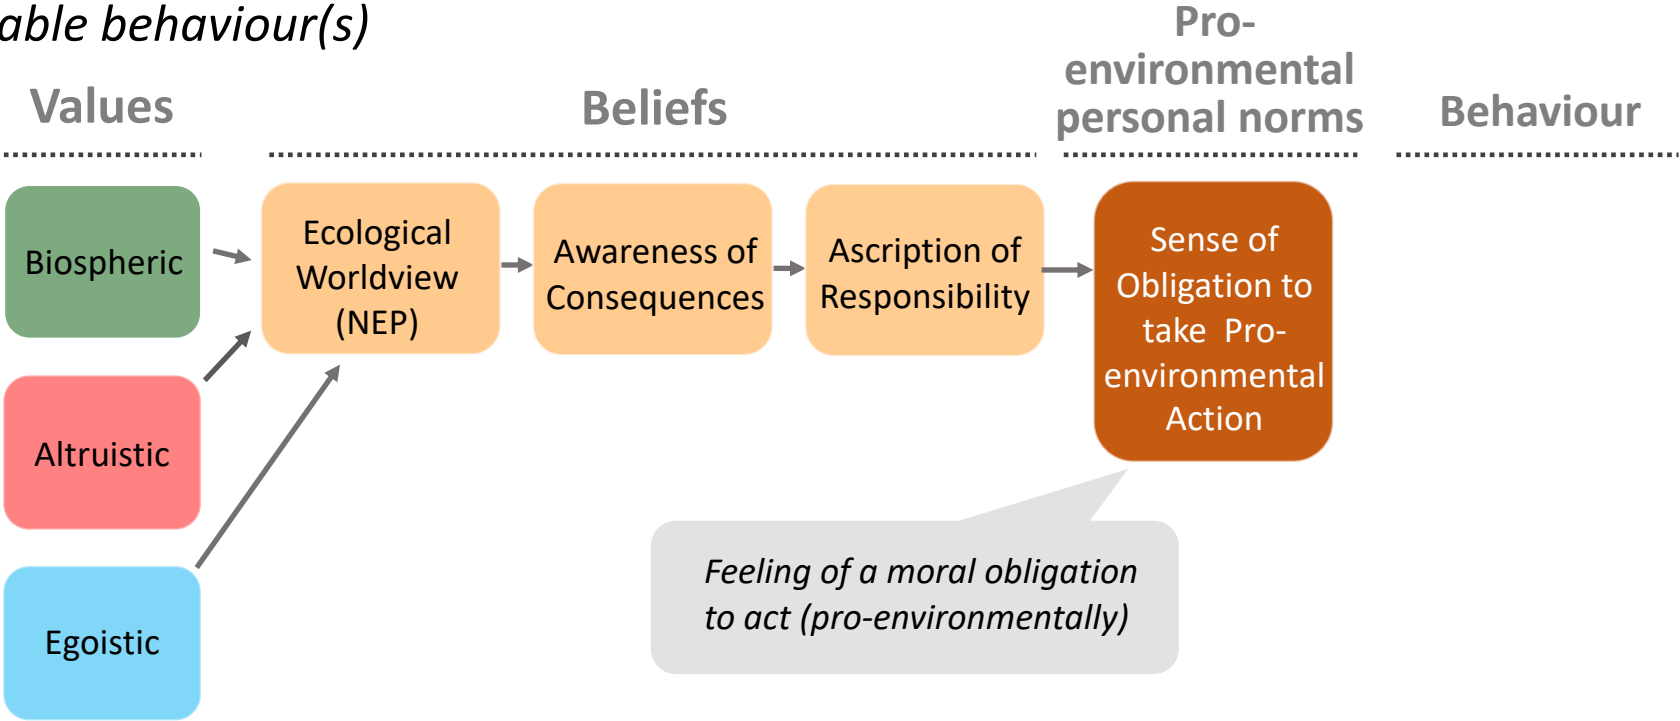 able behaviour(s)
Values
Beliefs
Pro-
environmental
personal norms
Behaviour
Biospheric
Altruistic
Egoistic
Ecological
Worldview
(NEP)
Awareness of
Consequences
Ascription of
Responsibility
Sense of
Obligation to
take Pro-
environmental
Action
Feeling of a moral obligation
to act (pro-environmentally)